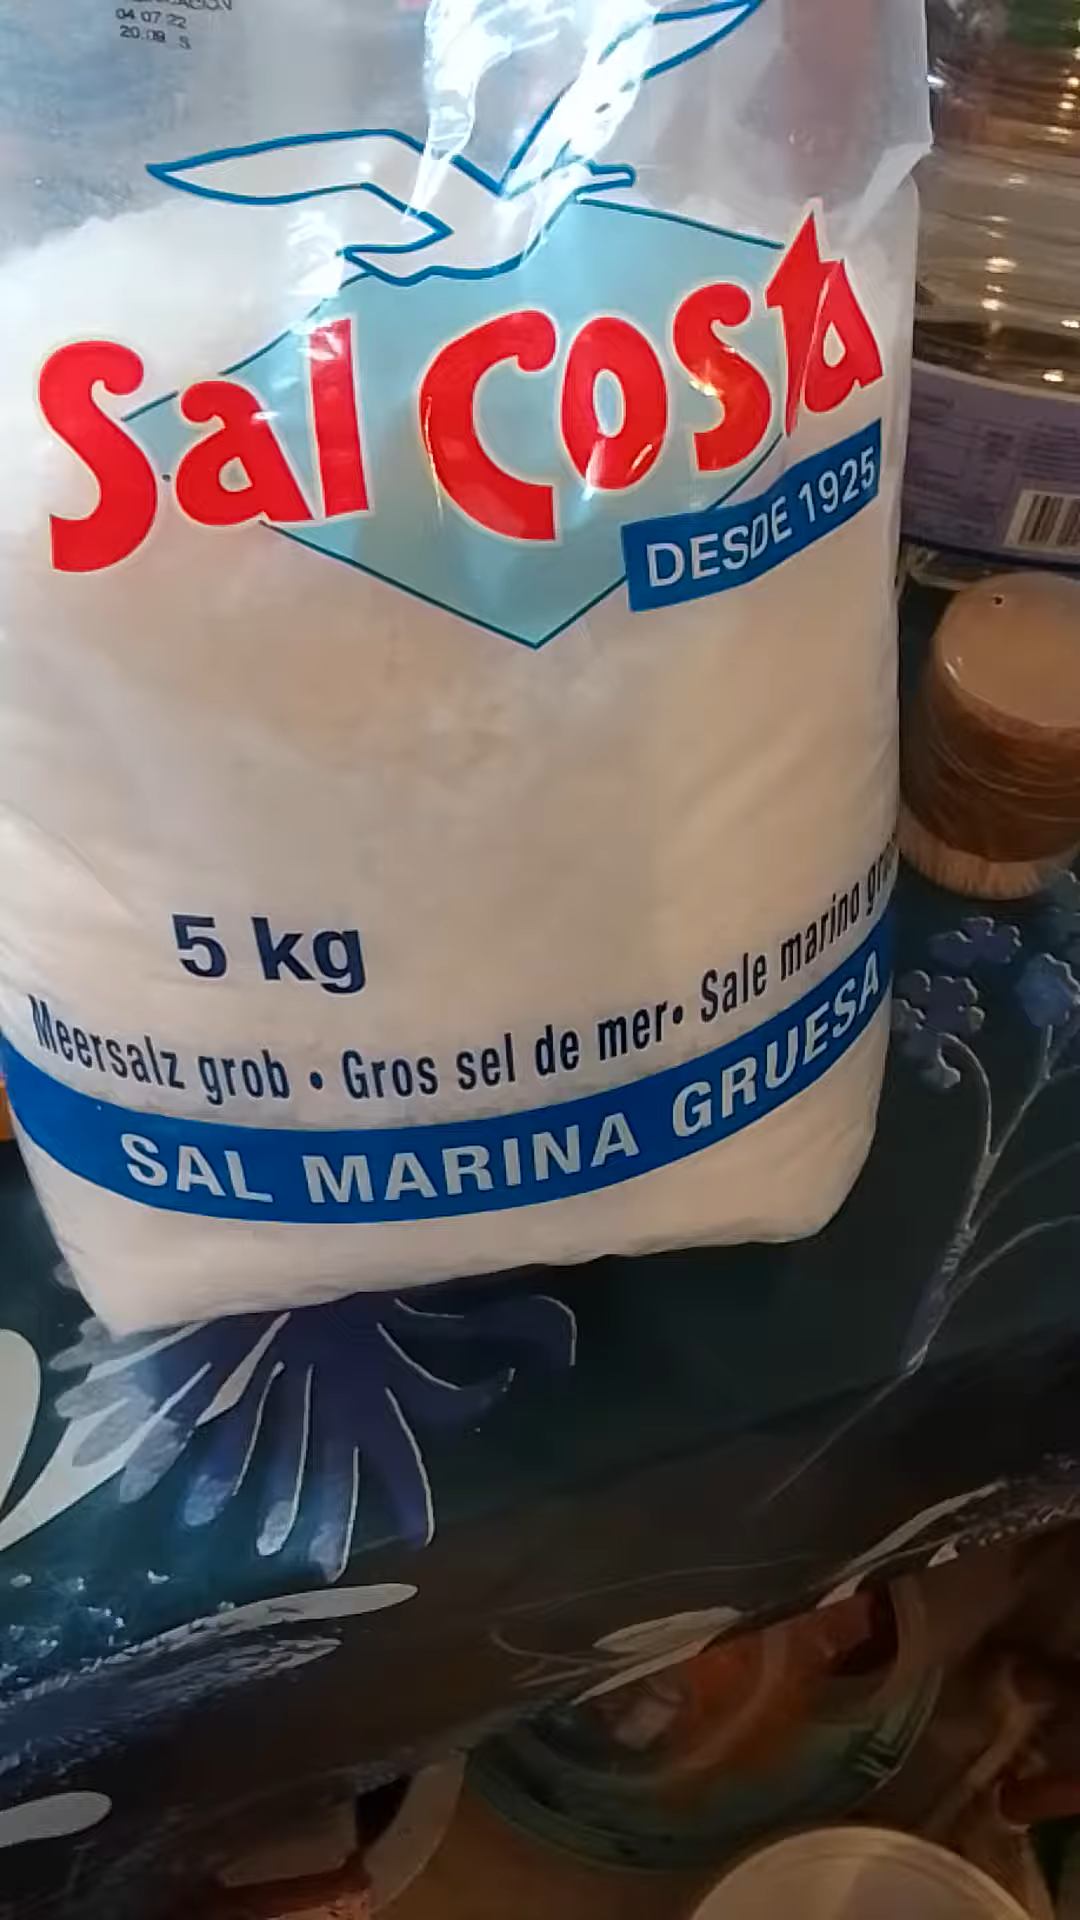 04 07 22
20:09 S
Sal Costa
DESDE 1925
5 kg
Meersalz grob • Gros sel de mer • Sale marino
SAL MARINA GRUESA